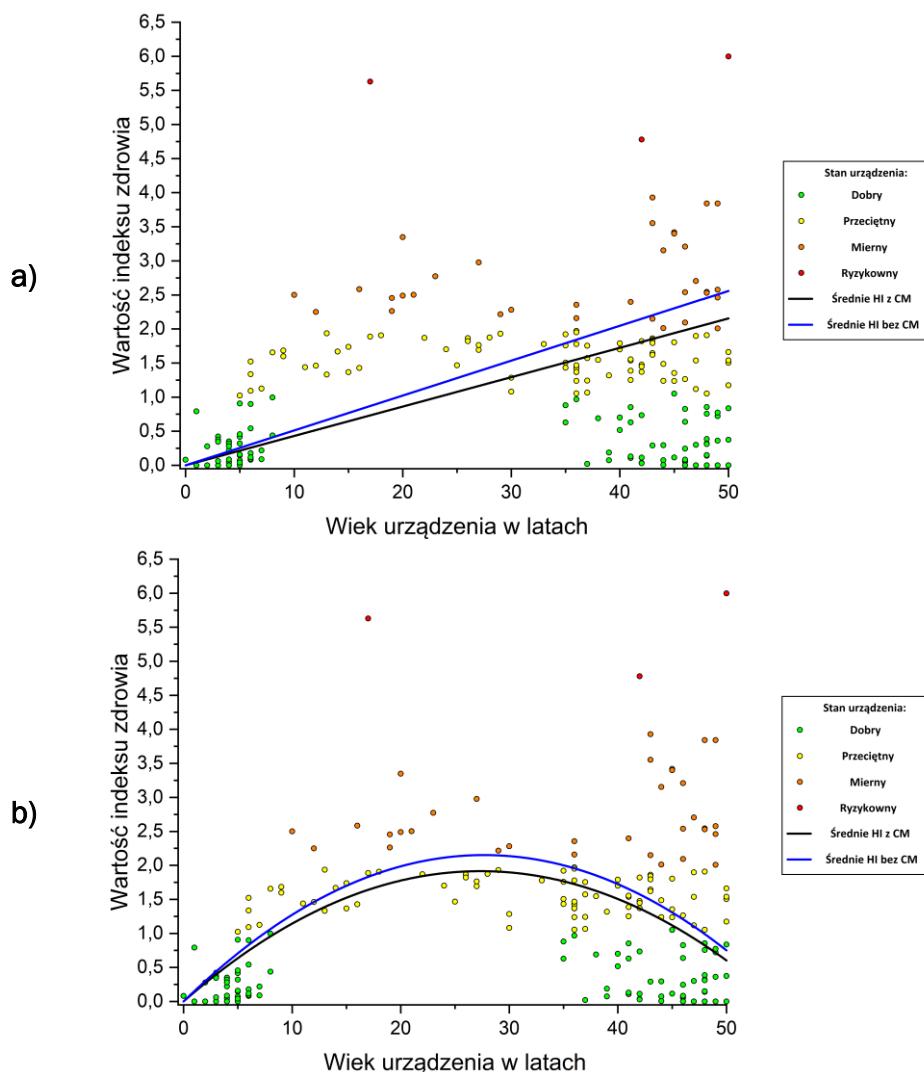 a)
Wartość indeksu zdrowia
6,5
6,0
5,5
5,0
4,5
4,0
3,5
3,0
2,5
2,0
1,5
1,0
0,5
0,0
0 10 20 30 40 50
Wiek urządzenia w latach
Stan urządzenia:
Dobry
Przeciętny
Mierny
Ryzykowny
Średnie HI z CM
Średnie HI bez CM
b)
Wartość indeksu zdrowia
6,5
6,0
5,5
5,0
4,5
4,0
3,5
3,0
2,5
2,0
1,5
1,0
0,5
0,0
0 10 20 30 40 50
Wiek urządzenia w latach
Stan urządzenia:
Dobry
Przeciętny
Mierny
Ryzykowny
Średnie HI z CM
Średnie HI bez CM